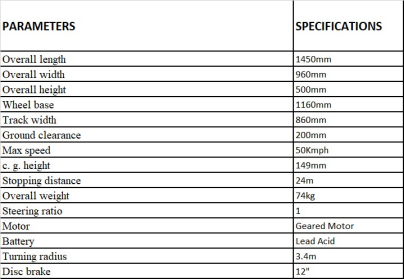 PARAMETERS SPECIFICATIONS
Overall length 1450mm
Overall width 960mm
Overall height 500mm
Wheel base 1160mm
Track width 860mm
Ground clearance 200mm
Max speed 50Kmph
c. g. height 149mm
Stopping distance 24m
Overall weight 74kg
Steering ratio 1
Motor Geared Motor
Battery Lead Acid
Turning radius 3.4m
Disc brake 12"